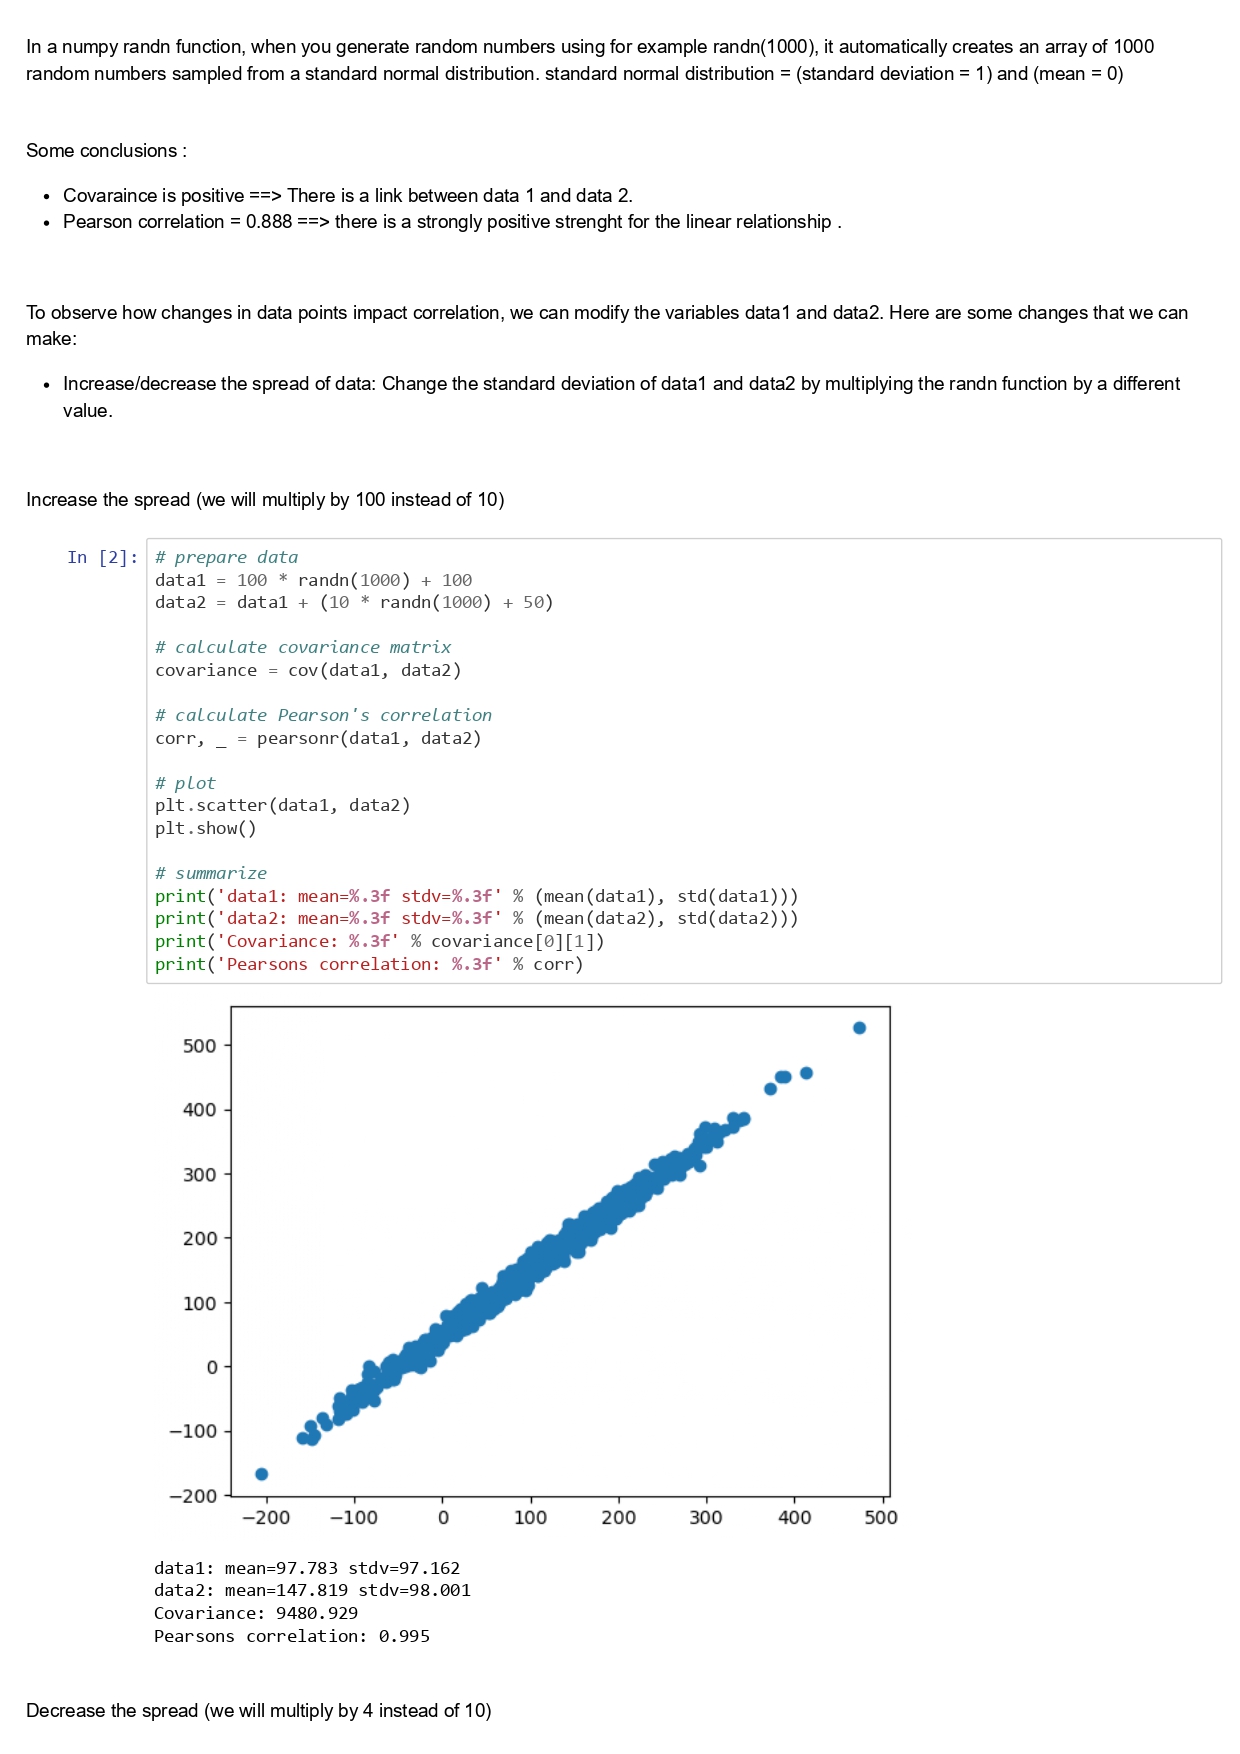 In a numpy randn function, when you generate random numbers using for example randn(1000), it automatically creates an array of 1000
random numbers sampled from a standard normal distribution. standard normal distribution = (standard deviation = 1) and (mean = 0)
Some conclusions :
• Covaraince is positive ==> There is a link between data 1 and data 2.
• Pearson correlation = 0.888 ==> there is a strongly positive strenght for the linear relationship .
To observe how changes in data points impact correlation, we can modify the variables data1 and data2. Here are some changes that we can
make:
• Increase/decrease the spread of data: Change the standard deviation of data1 and data2 by multiplying the randn function by a different
value.
Increase the spread (we will multiply by 100 instead of 10)
In [2]:
# prepare data
data1 = 100 * randn(1000) + 100
data2 = data1 + (10 * randn(1000) + 50)
# calculate covariance matrix
covariance = cov(data1, data2)
# calculate Pearson's correlation
corr, _ = pearsonr(data1, data2)
# plot
plt.scatter(data1, data2)
plt.show()
# summarize
print('data1: mean=%.3f stdv=%.3f' % (mean(data1), std(data1)))
print('data2: mean=%.3f stdv=%.3f' % (mean(data2), std(data2)))
print('Covariance: %.3f' % covariance[0][1])
print('Pearsons correlation: %.3f' % corr)
500
400
300
200
100
0
−100
−200
−200 −100 0 100 200 300 400 500
data1: mean=97.783 stdv=97.162
data2: mean=147.819 stdv=98.001
Covariance: 9480.929
Pearsons correlation: 0.995
Decrease the spread (we will multiply by 4 instead of 10)